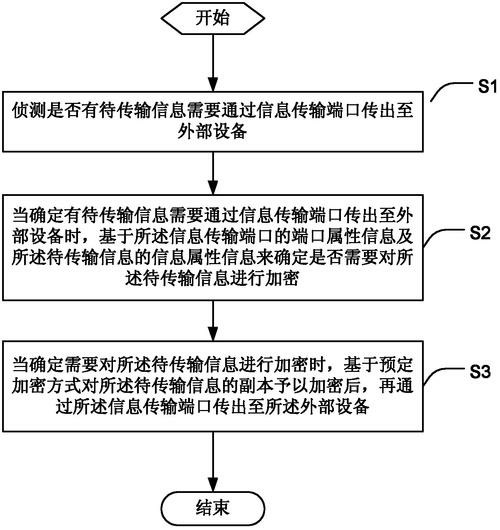 开始
侦测是否有待传输信息需要通过信息传输端口传出至
外部设备
S1
当确定有待传输信息需要通过信息传输端口传出至外
部设备时，基于所述信息传输端口的端口属性信息及
所述待传输信息的信息属性信息来确定是否需要对所
述待传输信息进行加密
S2
当确定需要对所述待传输信息进行加密时，基于预定
加密方式对所述待传输信息的副本予以加密后，再通
过所述信息传输端口传出至所述外部设备
S3
结束